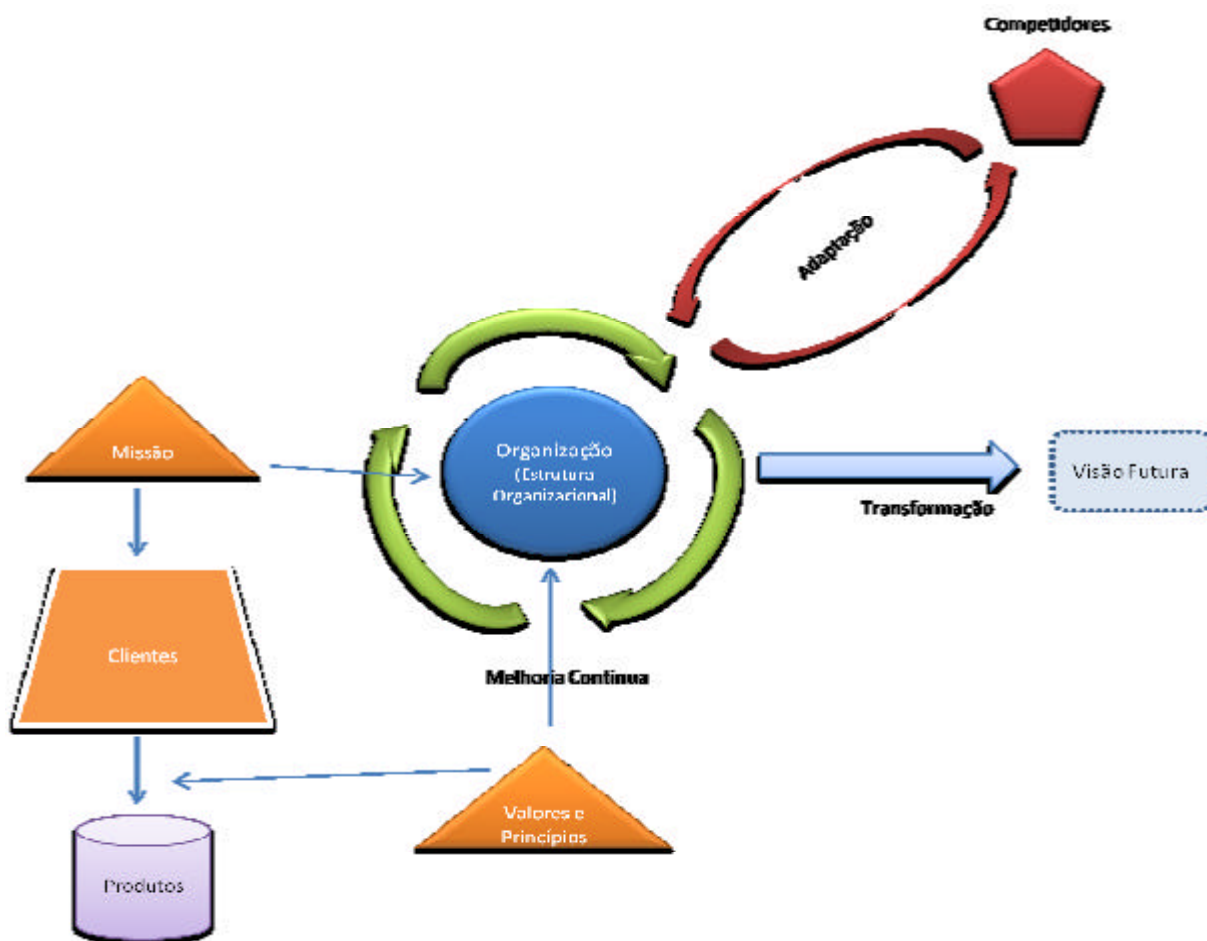 Competidores
Adaptação
Missão
Organização
(Estrutura
Organizacional)
Visão Futura
Transformação
Clientes
Melhoria Continua
Valores e
Princípios
Produtos